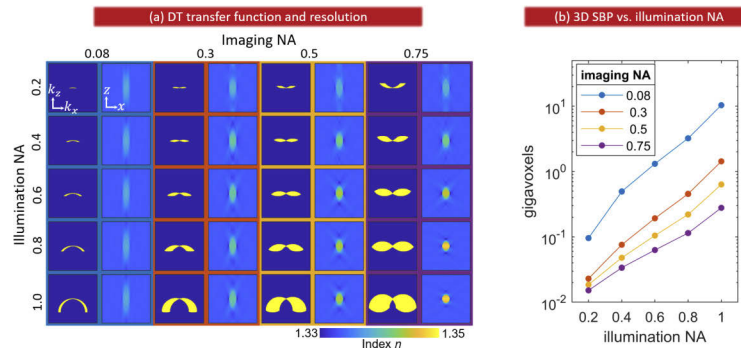 (a) DT transfer function and resolution
(b) 3D SBP vs. illumination NA
Imaging NA
0.08 0.3 0.5 0.75
Illumination NA
0.2
0.4
0.6
0.8
1.0
k_z
k_x
z
x
1.33 1.35
Index n
imaging NA
0.08
0.3
0.5
0.75
gigavoxels
10^1
10^0
10^-1
10^-2
0.2 0.4 0.6 0.8 1
illumination NA